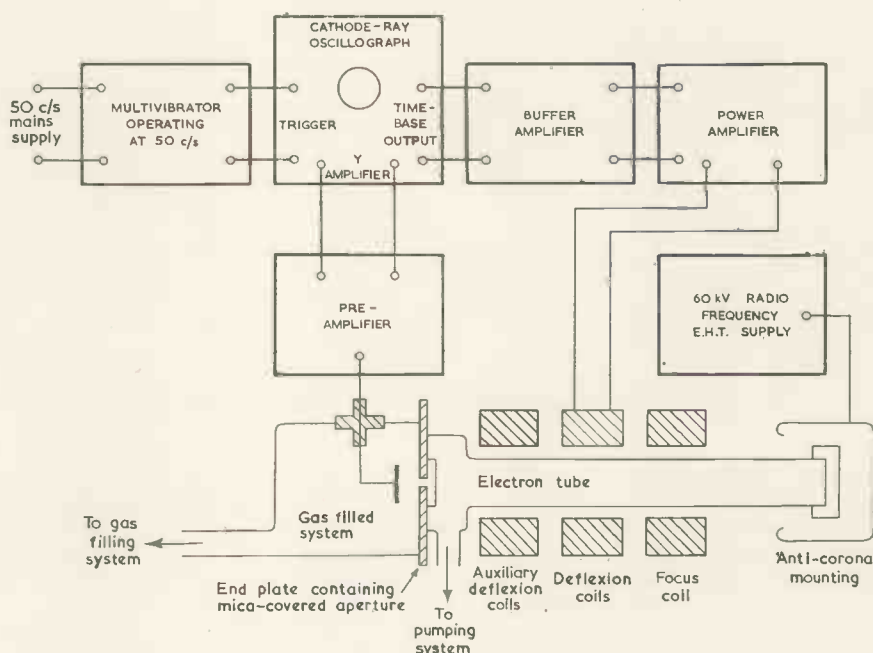 50 c/s
mains
supply
MULTIVIBRATOR
OPERATING
AT 50 c/s
CATHODE-RAY
OSCILLOGRAPH
TRIGGER
TIME-
BASE
OUTPUT
Y
AMPLIFIER
BUFFER
AMPLIFIER
POWER
AMPLIFIER
PRE-
AMPLIFIER
60 kV RADIO
FREQUENCY
E.H.T. SUPPLY
Electron tube
To gas
filling
system
Gas filled
system
End plate containing
mica-covered aperture
To
pumping
system
Auxiliary
deflexion
coils
Deflexion
coils
Focus
coil
Anti-corona
mounting